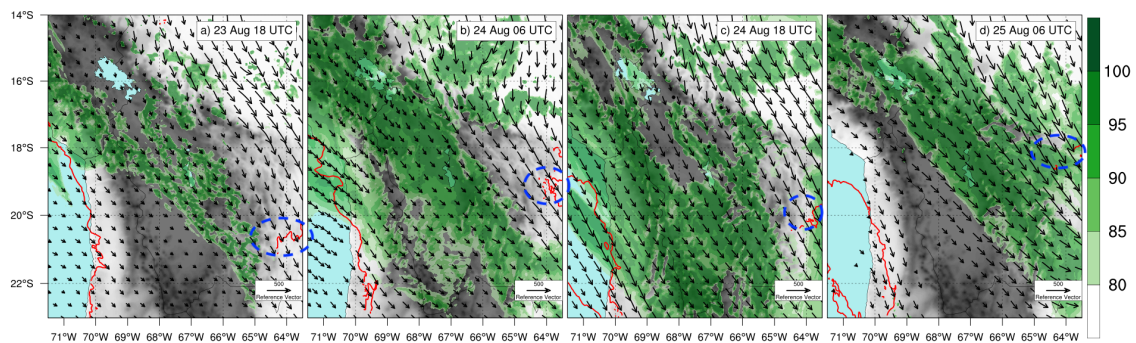 a) 23 Aug 18 UTC
b) 24 Aug 06 UTC
c) 24 Aug 18 UTC
d) 25 Aug 06 UTC
14°S
16°S
18°S
20°S
22°S
500
Reference Vector
500
Reference Vector
500
Reference Vector
500
Reference Vector
71°W 70°W 69°W 68°W 67°W 66°W 65°W 64°W
71°W 70°W 69°W 68°W 67°W 66°W 65°W 64°W
71°W 70°W 69°W 68°W 67°W 66°W 65°W 64°W
71°W 70°W 69°W 68°W 67°W 66°W 65°W 64°W
100
95
90
85
80